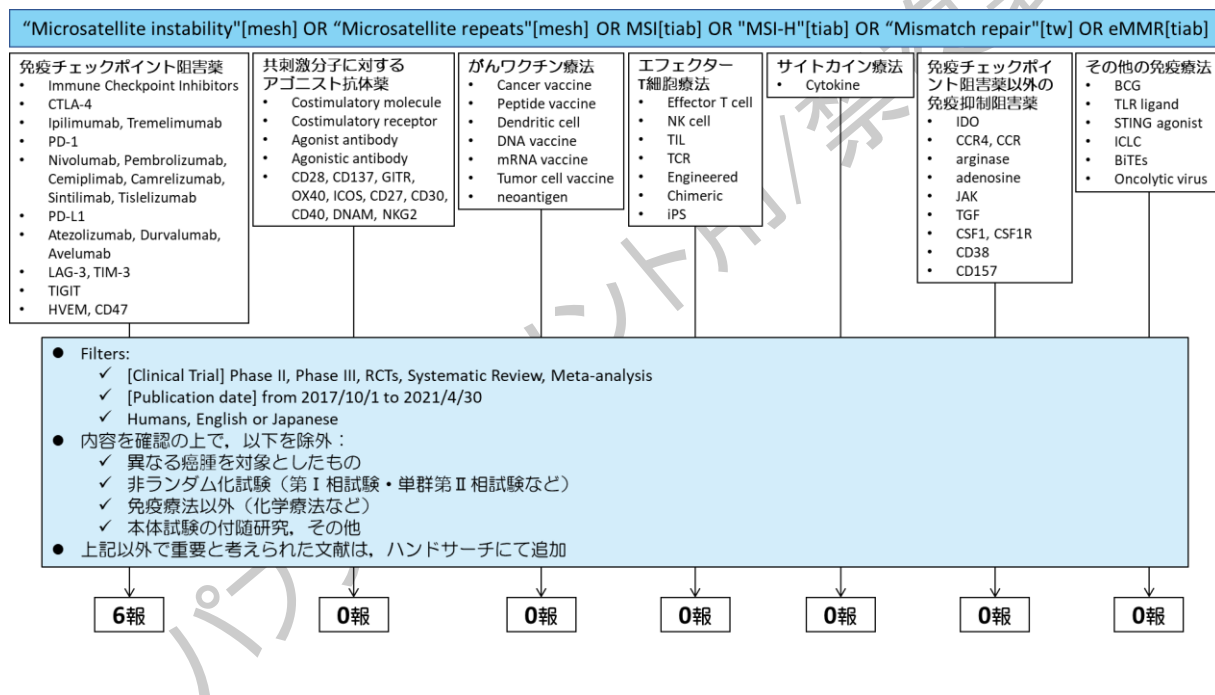 “Microsatellite instability"[mesh] OR “Microsatellite repeats"[mesh] OR MSI[tiab] OR "MSI-H"[tiab] OR “Mismatch repair"[tw] OR eMMR[tiab]
免疫チェックポイント阻害薬
• Immune Checkpoint Inhibitors
• CTLA-4
• Ipilimumab, Tremelimumab
• PD-1
• Nivolumab, Pembrolizumab,
Cemiplimab, Camrelizumab,
Sintilimab, Tislelizumab
• PD-L1
• Atezolizumab, Durvalumab,
Avelumab
• LAG-3, TIM-3
• TIGIT
• HVEM, CD47
共刺激分子に対する
アゴニスト抗体薬
• Costimulatory molecule
• Costimulatory receptor
• Agonist antibody
• Agonistic antibody
• CD28, CD137, GITR,
OX40, ICOS, CD27, CD30,
CD40, DNAM, NKG2
がんワクチン療法
• Cancer vaccine
• Peptide vaccine
• Dendritic cell
• DNA vaccine
• mRNA vaccine
• Tumor cell vaccine
• neoantigen
エフェクター
T細胞療法
• Effector T cell
• NK cell
• TIL
• TCR
• Engineered
• Chimeric
• iPS
サイトカイン療法
• Cytokine
免疫チェックポイ
ント阻害薬以外の
免疫抑制阻害薬
• IDO
• CCR4, CCR
• arginase
• adenosine
• JAK
• TGF
• CSF1, CSF1R
• CD38
• CD157
その他の免疫療法
• BCG
• TLR ligand
• STING agonist
• ICLC
• BiTEs
• Oncolytic virus
● Filters:
✓ [Clinical Trial] Phase II, Phase III, RCTs, Systematic Review, Meta-analysis
✓ [Publication date] from 2017/10/1 to 2021/4/30
✓ Humans, English or Japanese
● 内容を確認の上で，以下を除外：
✓ 異なる癌腫を対象としたもの
✓ 非ランダム化試験（第Ⅰ相試験・単群第Ⅱ相試験など）
✓ 免疫療法以外（化学療法など）
✓ 本体試験の付随研究，その他
● 上記以外で重要と考えられた文献は，ハンドサーチにて追加
6報
0報
0報
0報
0報
0報
0報